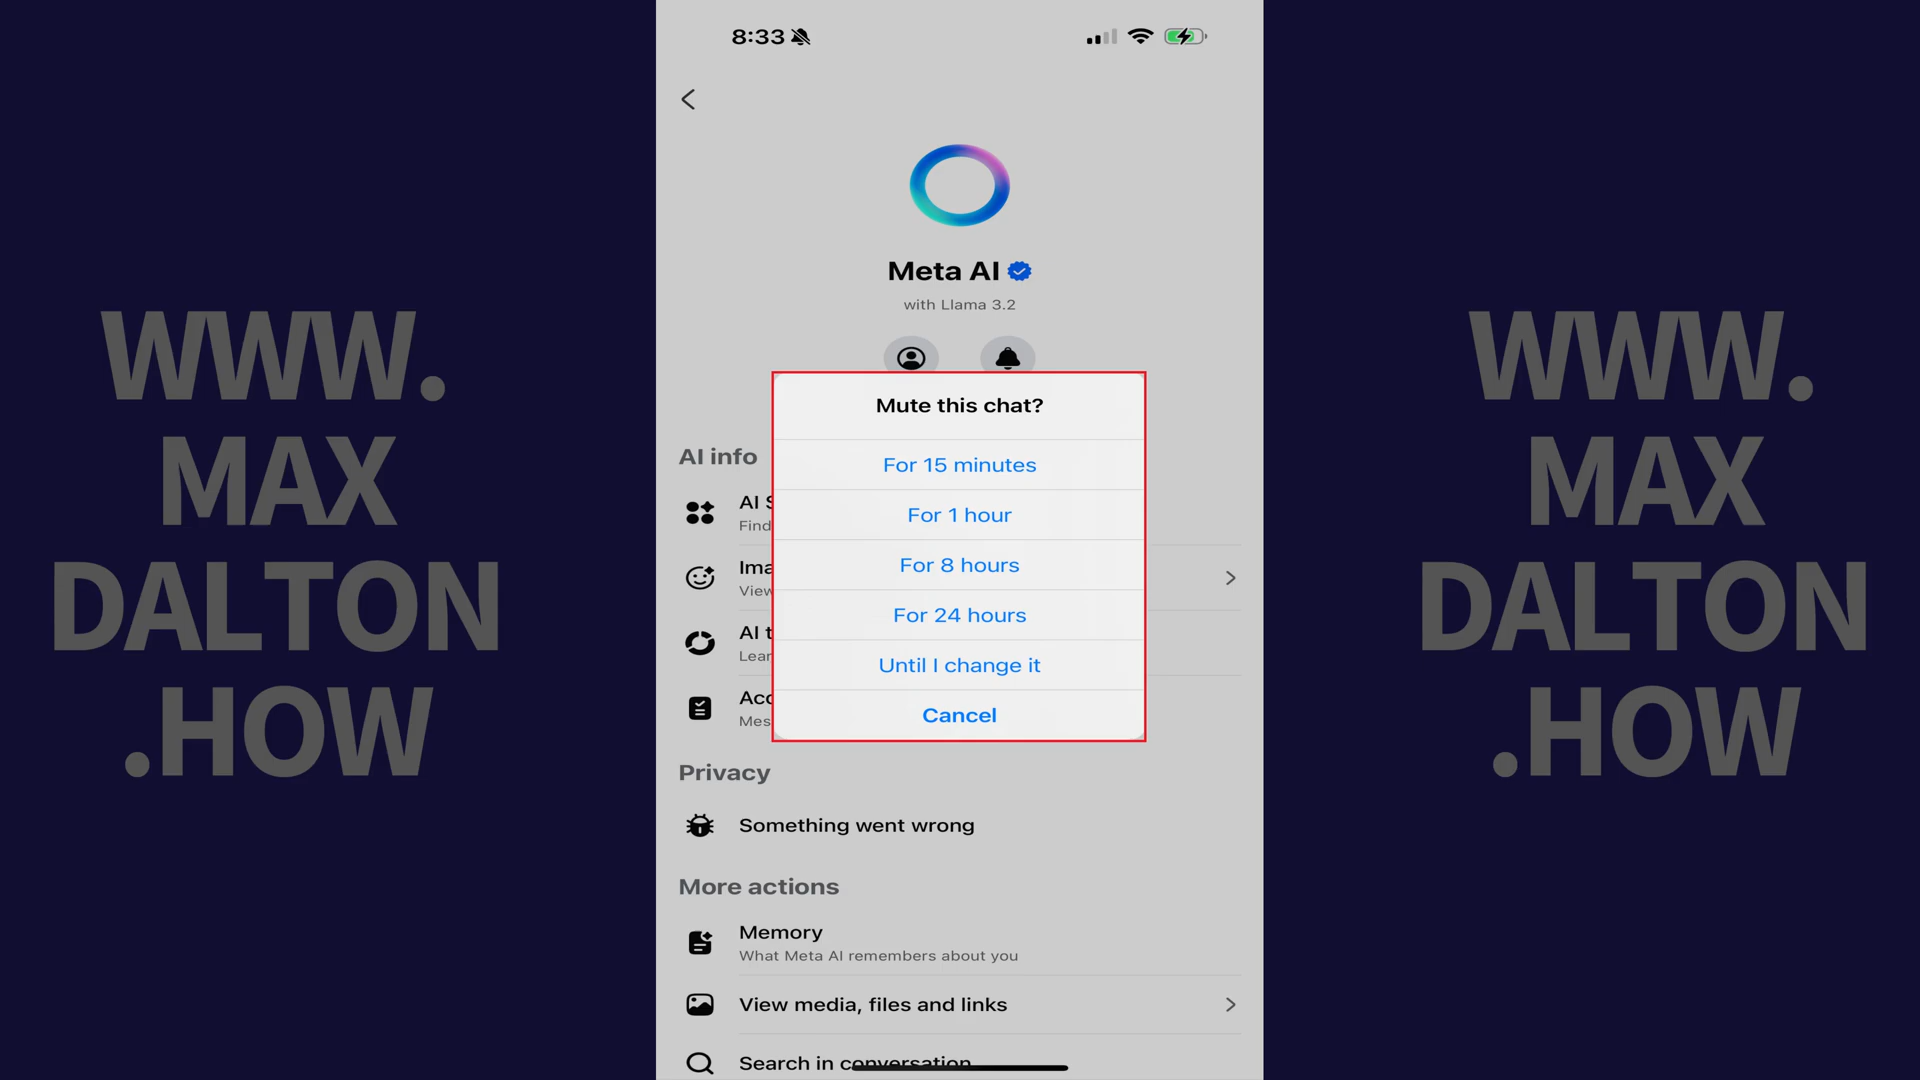 8:33
Meta AI
with Llama 3.2
Mute this chat?
For 15 minutes
For 1 hour
For 8 hours
For 24 hours
Until I change it
Cancel
AI info
AI S
Find
Ima
View
AI t
Lear
Acc
Mes
Privacy
Something went wrong
More actions
Memory
What Meta AI remembers about you
View media, files and links
Search in conversation
WWW.
MAX
DALTON
.HOW
WWW.
MAX
DALTON
.HOW